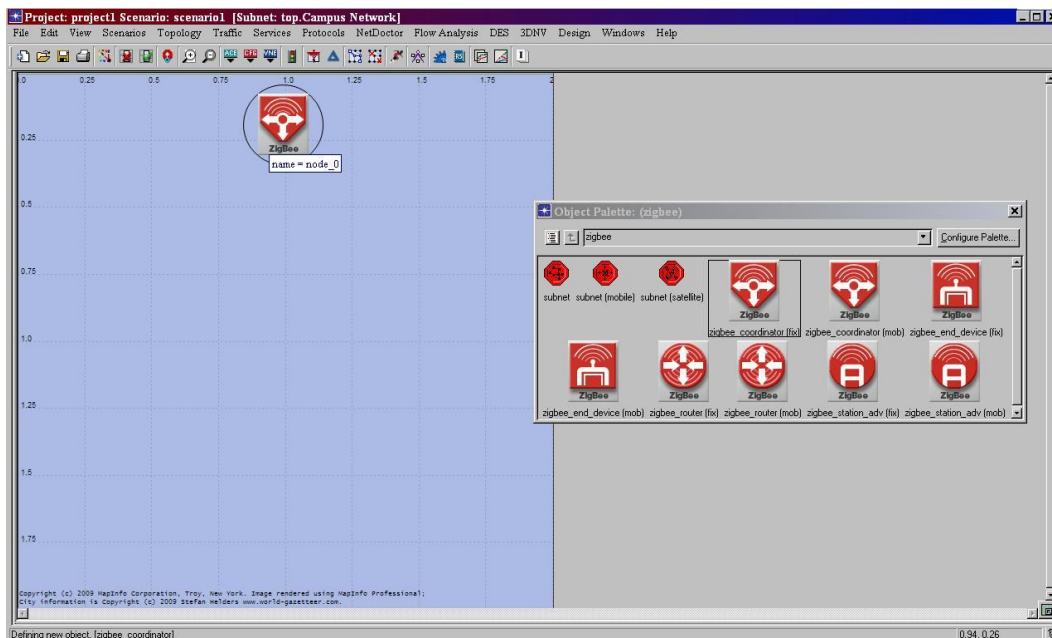 Project: project1 Scenario: scenario1 [Subnet: top.Campus Network]
File Edit View Scenarios Topology Traffic Services Protocols NetDoctor Flow Analysis DES 3DNV Design Windows Help
ACE CFC VNE
.0 0.25 0.5 0.75 1.0 1.25 1.5 1.75 2
ZigBee
name = node_0
0.25
0.5
0.75
1.0
1.25
1.5
1.75
Object Palette: (zigbee)
zigbee Configure Palette...
ZigBee ZigBee ZigBee
subnet subnet (mobile) subnet (satellite) zigbee_coordinator (fix) zigbee_coordinator (mob) zigbee_end_device (fix)
ZigBee ZigBee ZigBee ZigBee ZigBee
zigbee_end_device (mob) zigbee_router (fix) zigbee_router (mob) zigbee_station_adv (fix) zigbee_station_adv (mob)
Copyright (c) 2009 MapInfo Corporation, Troy, New York. Image rendered using MapInfo Professional;
City information is Copyright (c) 2009 Stefan Helders www.world-gazetteer.com.
Defining new object. [zigbee_coordinator] 0.94, 0.26